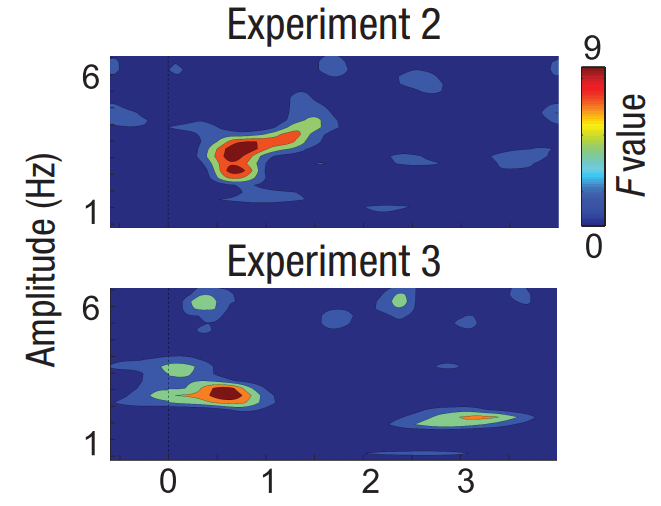 Experiment 2
6
1
9
F value
0
Amplitude (Hz)
Experiment 3
6
1
0 1 2 3